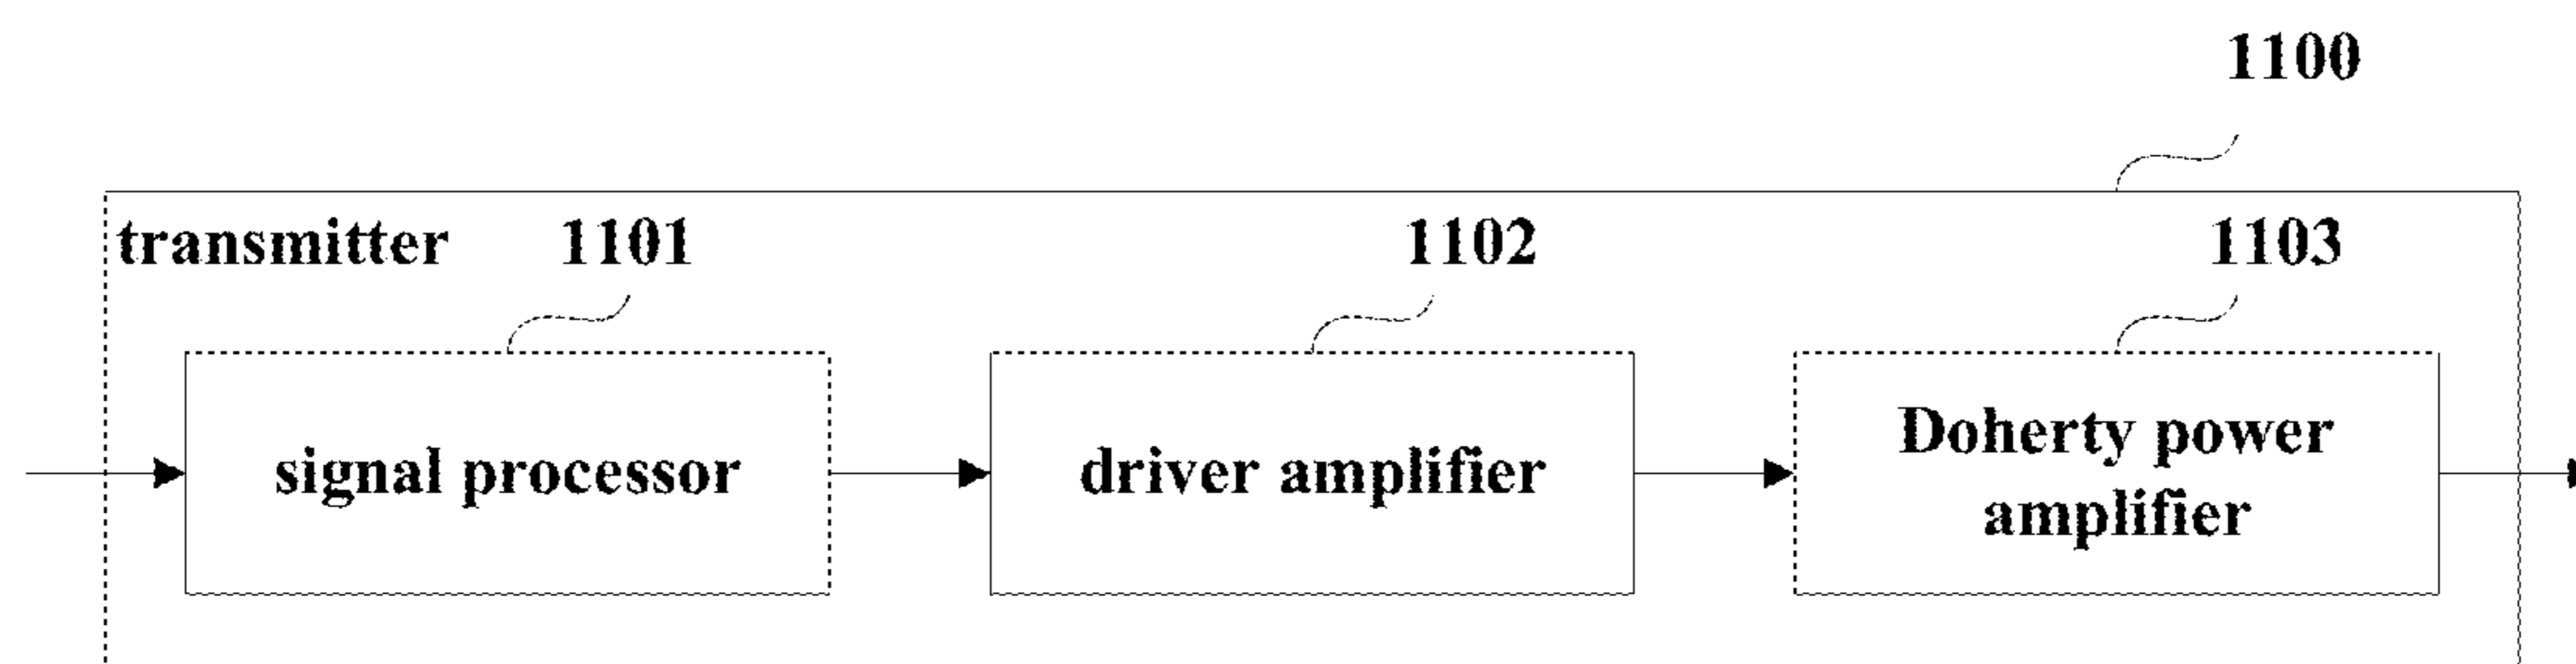 1100
transmitter 1101 1102 1103
signal processor
driver amplifier
Doherty power
amplifier